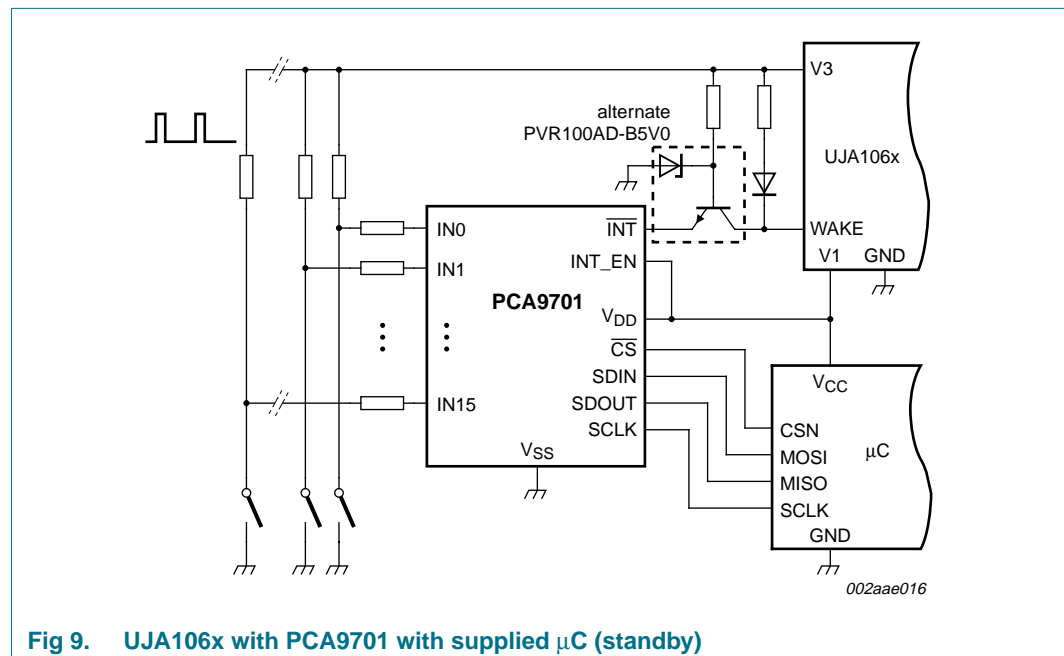 V3
alternate
PVR100AD-B5V0
UJA106x
IN0
INT
WAKE
IN1
INT_EN
V1
GND
PCA9701
VDD
CS
SDIN
VCC
IN15
SDOUT
CSN
SCLK
μC
VSS
MOSI
MISO
SCLK
GND
002aae016
Fig 9. UJA106x with PCA9701 with supplied μC (standby)